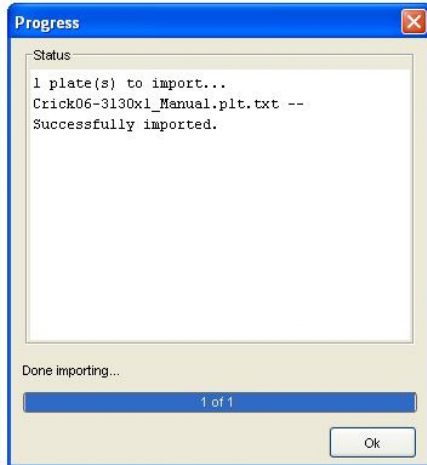 Progress
Status
1 plate(s) to import...
Crick06-3130xl_Manual.plt.txt --
Successfully imported.
Done importing...
1 of 1
Ok